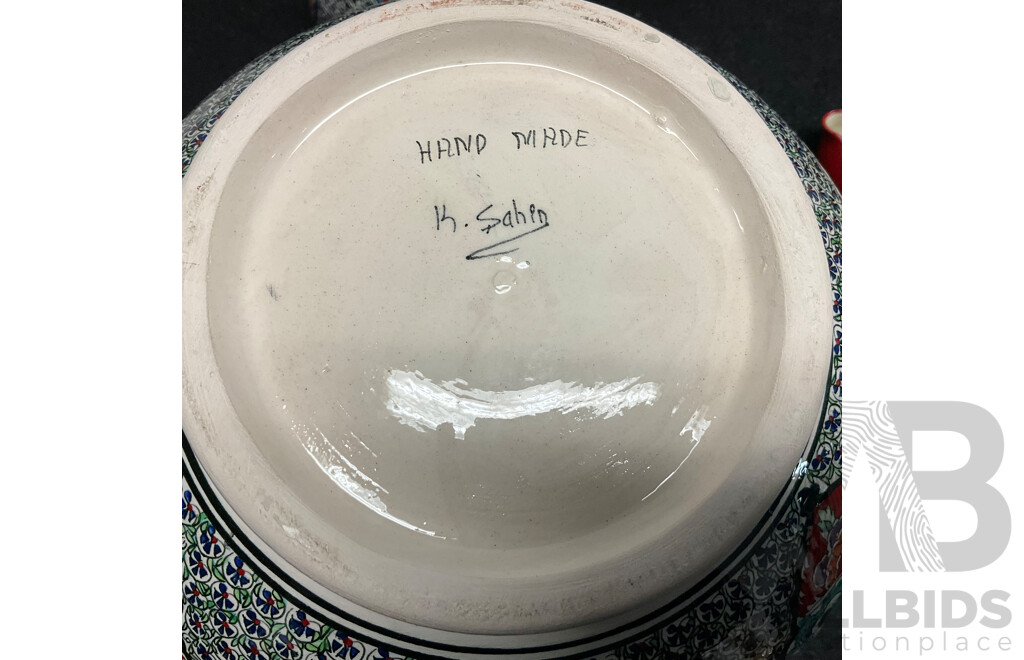 HAND MADE
K. Şahin
LLBIDS
tionplace